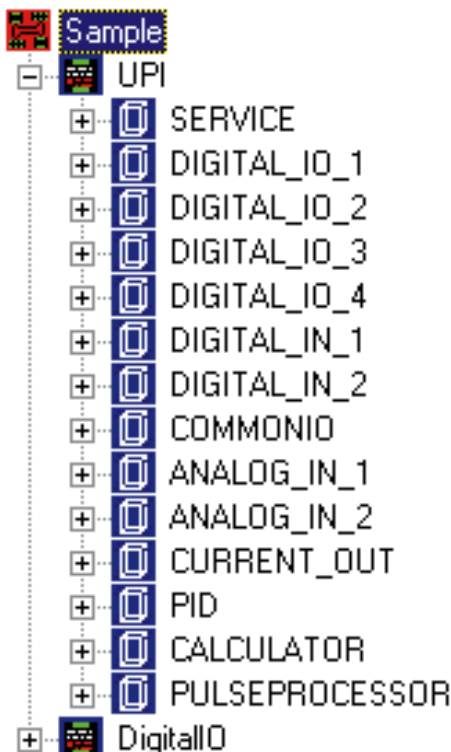 Sample
UPI
SERVICE
DIGITAL_IO_1
DIGITAL_IO_2
DIGITAL_IO_3
DIGITAL_IO_4
DIGITAL_IN_1
DIGITAL_IN_2
COMMONIO
ANALOG_IN_1
ANALOG_IN_2
CURRENT_OUT
PID
CALCULATOR
PULSEPROCESSOR
DigitalIO